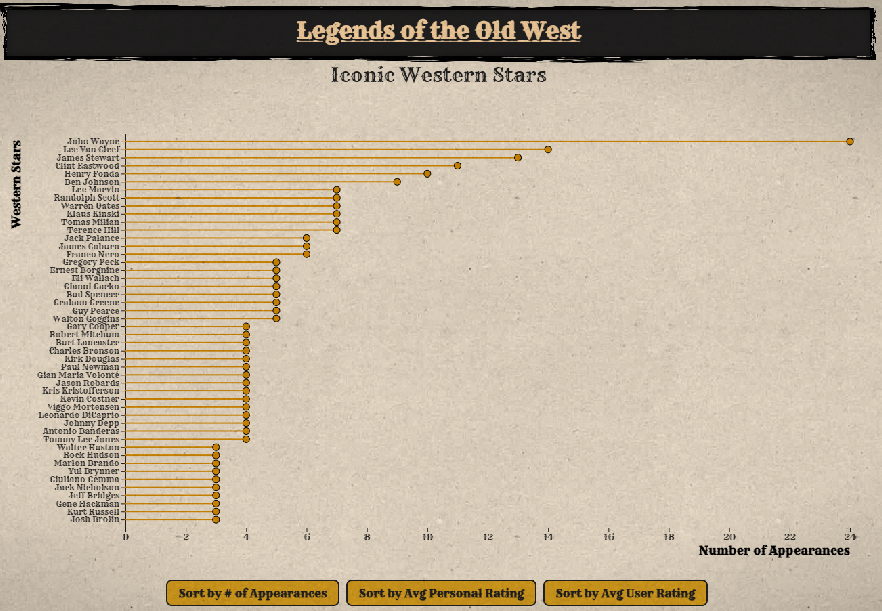 Legends of the Old West
Iconic Western Stars
Western Stars
John Wayne
Lee Van Cleef
James Stewart
Clint Eastwood
Henry Fonda
Ben Johnson
Lee Marvin
Randolph Scott
Warren Oates
Klaus Kinski
Tomas Milian
Terence Hill
Jack Palance
James Coburn
Franco Nero
Gregory Peck
Ernest Borgnine
Eli Wallach
Gianni Garko
Bud Spencer
Graham Greene
Guy Pearce
Walton Goggins
Gary Cooper
Robert Mitchum
Burt Lancaster
Charles Bronson
Kirk Douglas
Paul Newman
Gian Maria Volonté
Jason Robards
Kris Kristofferson
Kevin Costner
Viggo Mortensen
Leonardo DiCaprio
Johnny Depp
Antonio Banderas
Tommy Lee Jones
Walter Huston
Rock Hudson
Marlon Brando
Yul Brynner
Giuliano Gemma
Jack Nicholson
Jeff Bridges
Gene Hackman
Kurt Russell
Josh Brolin
0 2 4 6 8 10 12 14 16 18 20 22 24
Number of Appearances
Sort by # of Appearances Sort by Avg Personal Rating Sort by Avg User Rating